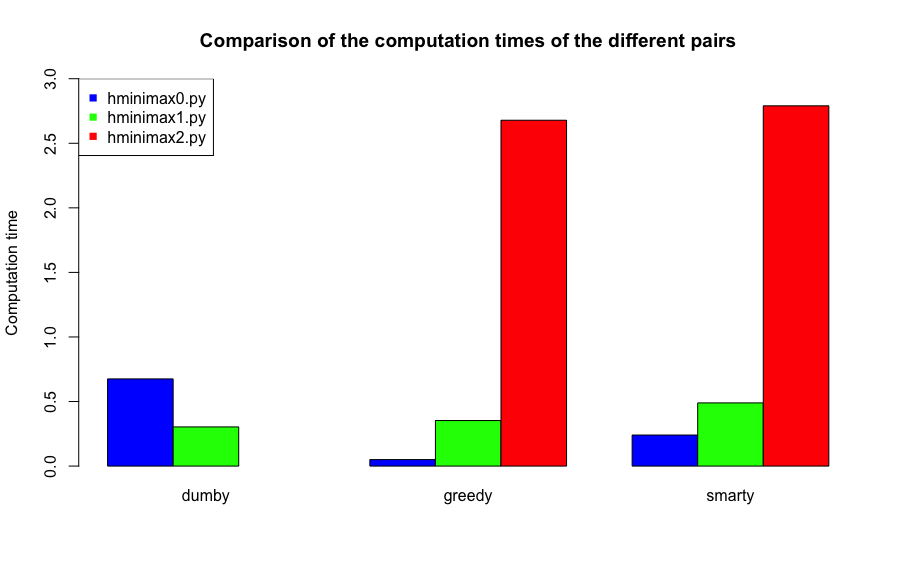 Comparison of the computation times of the different pairs
hminimax0.py
hminimax1.py
hminimax2.py
Computation time
3.0
2.5
2.0
1.5
1.0
0.5
0.0
dumby greedy smarty